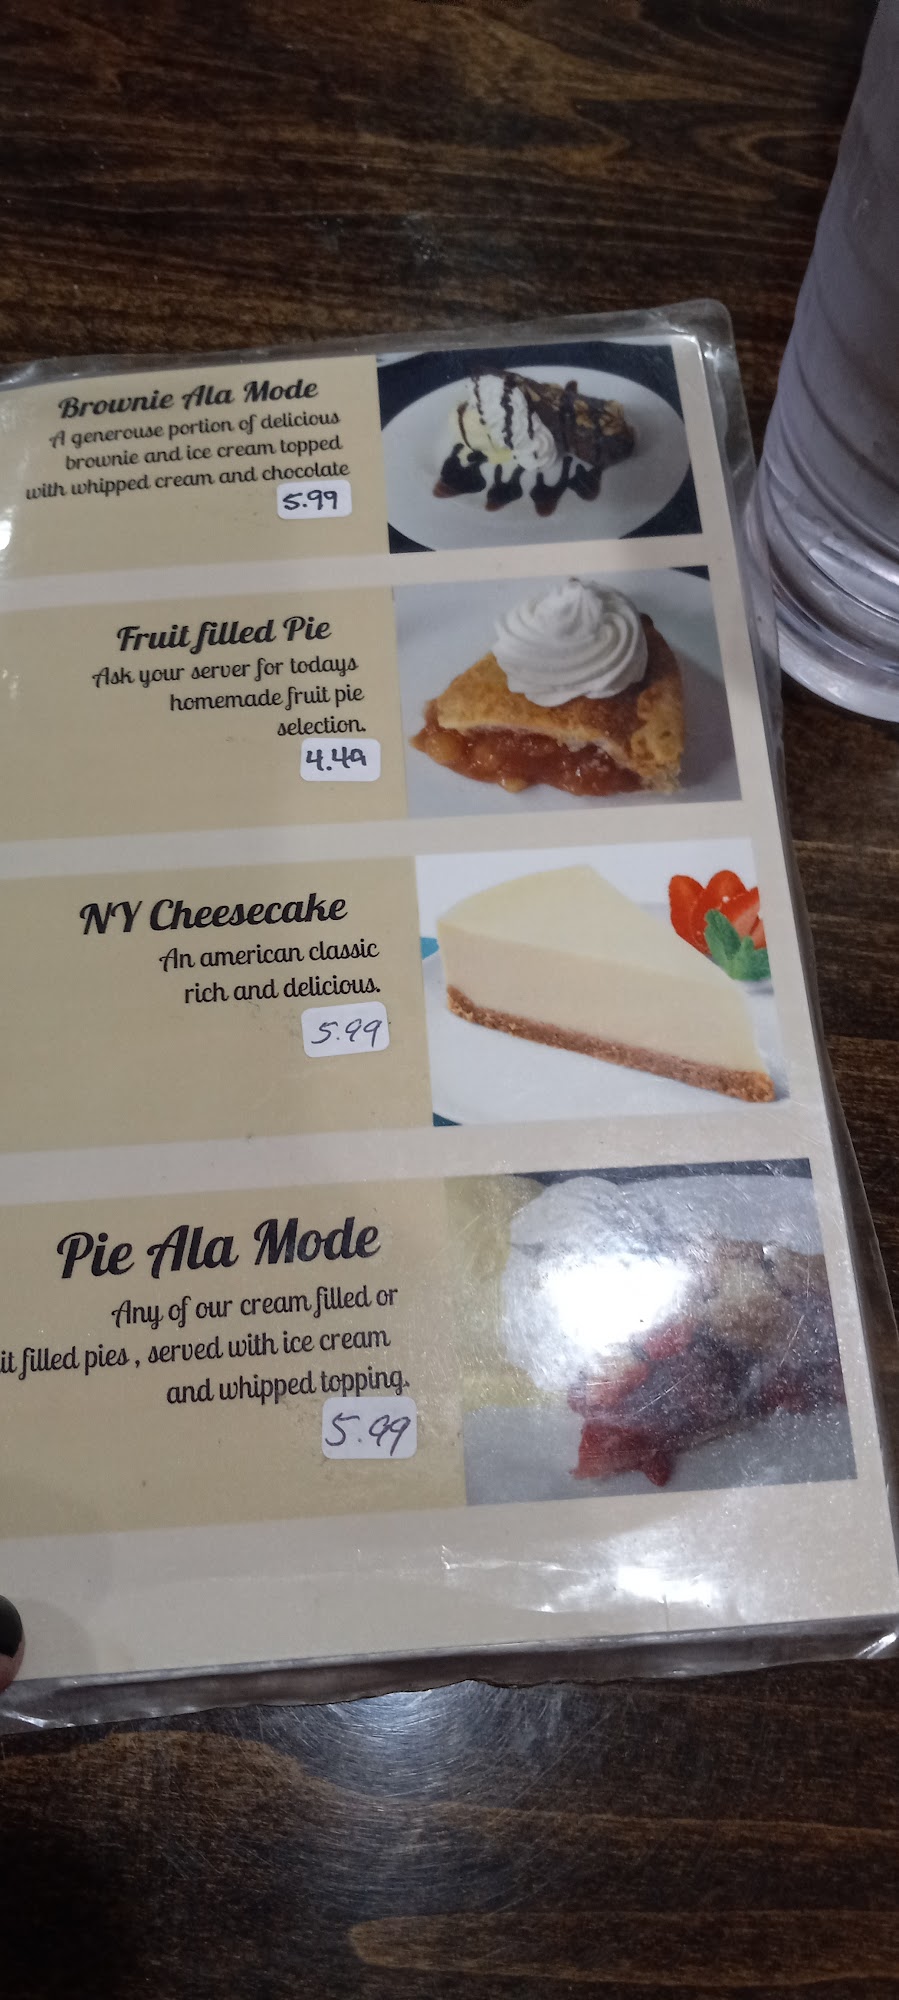 Brownie Ala Mode
A generouse portion of delicious
brownie and ice cream topped
with whipped cream and chocolate
5.99
Fruit filled Pie
Ask your server for todays
homemade fruit pie
selection.
4.49
NY Cheesecake
An american classic
rich and delicious.
5.99
Pie Ala Mode
Any of our cream filled or
filled pies , served with ice cream
and whipped topping.
5.99